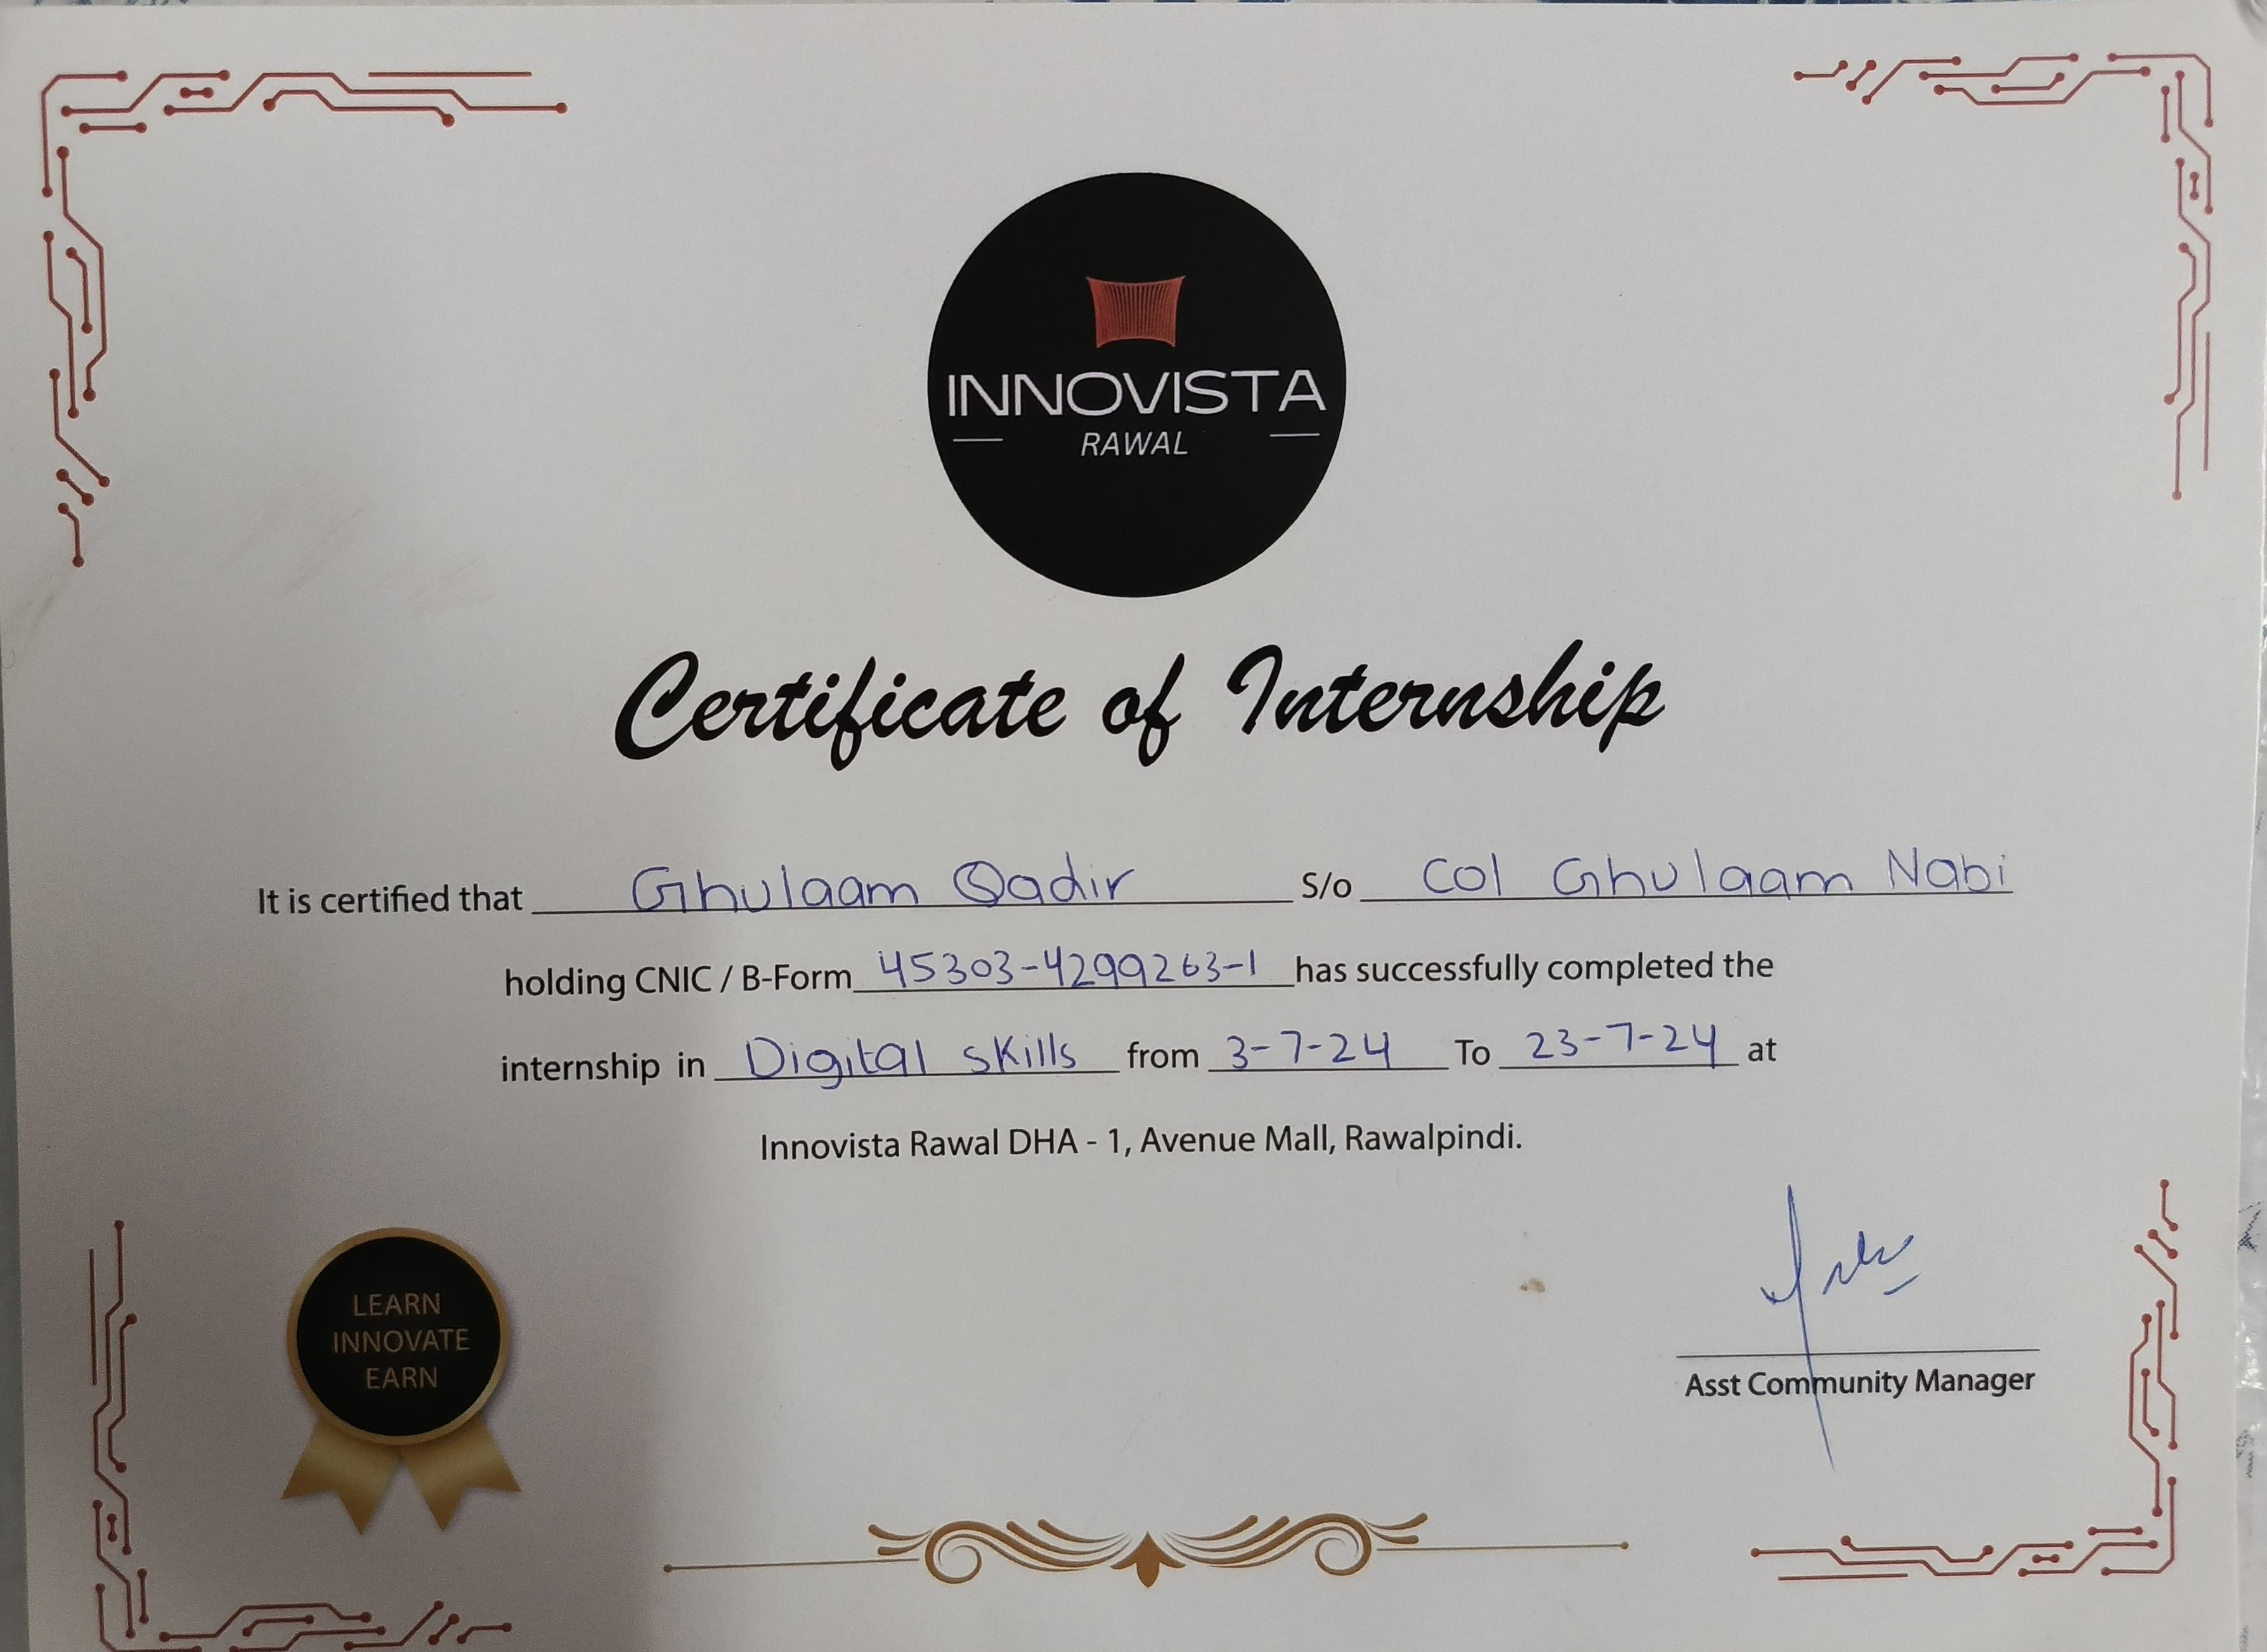 INNOVISTA
RAWAL
Certificate of Internship
It is certified that Ghulaam Qadir S/o Col Ghulaam Nabi
holding CNIC / B-Form 45303-4299263-1 has successfully completed the
internship in Digital skills from 3-7-24 To 23-7-24 at
Innovista Rawal DHA - 1, Avenue Mall, Rawalpindi.
LEARN
INNOVATE
EARN
Asst Community Manager